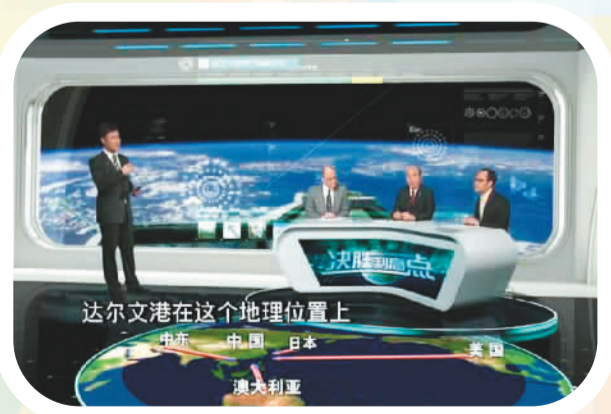 决胜制高点
达尔文港在这个地理位置上
中东 中国 日本 美国
澳大利亚